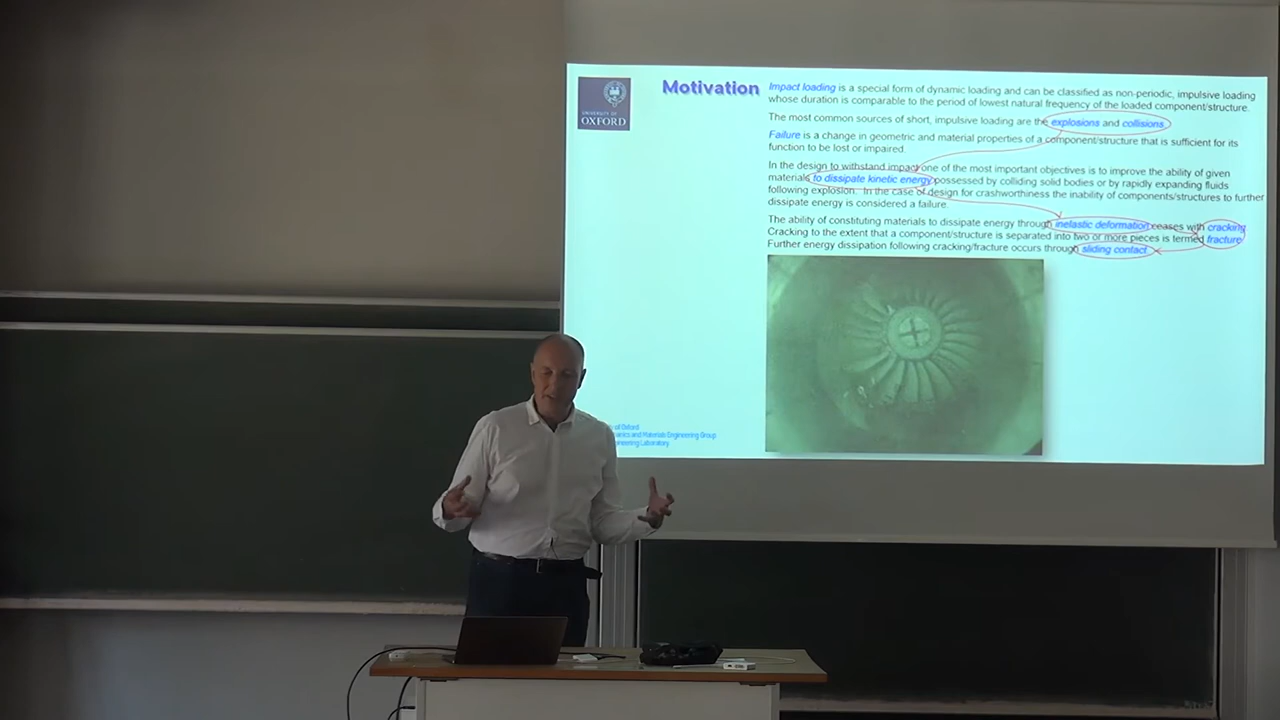 UNIVERSITY OF
OXFORD
Motivation
Impact loading is a special form of dynamic loading and can be classified as non-periodic, impulsive loading
whose duration is comparable to the period of lowest natural frequency of the loaded component/structure.
The most common sources of short, impulsive loading are the explosions and collisions
Failure is a change in geometric and material properties of a component/structure that is sufficient for its
function to be lost or impaired.
In the design to withstand impact one of the most important objectives is to improve the ability of given
materials to dissipate kinetic energy possessed by colliding solid bodies or by rapidly expanding fluids
following explosion. In the case of design for crashworthiness the inability of components/structures to further
dissipate energy is considered a failure.
The ability of constituting materials to dissipate energy through inelastic deformation ceases with cracking
Cracking to the extent that a component/structure is separated into two or more pieces is termed fracture
Further energy dissipation following cracking/fracture occurs through sliding contact
of Oxford
and Materials Engineering Group
Laboratory